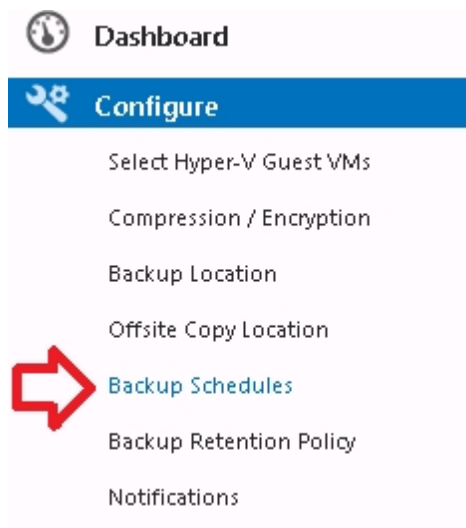 Dashboard
Configure
Select Hyper-V Guest VMs
Compression / Encryption
Backup Location
Offsite Copy Location
Backup Schedules
Backup Retention Policy
Notifications